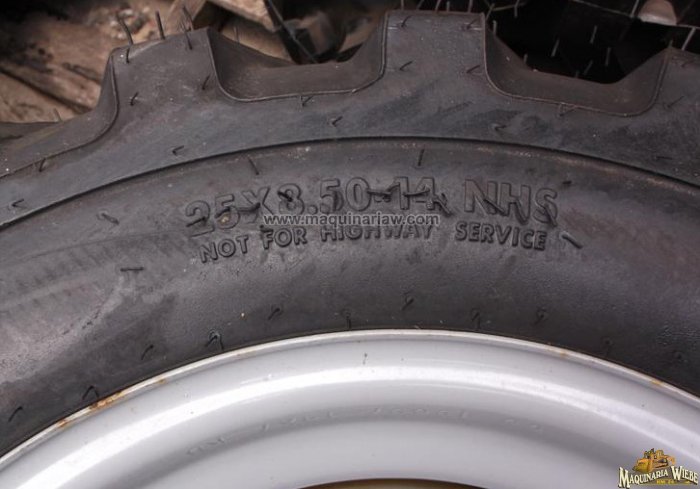 25X8.50-14 NHS
www.maquinariaw.com
NOT FOR HIGHWAY SERVICE
MAQUINARIA WIEBE